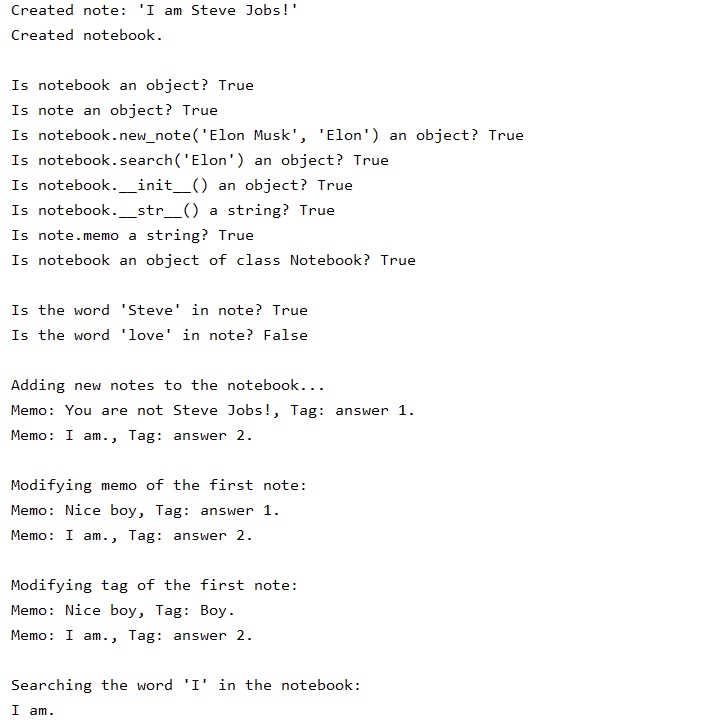 Created note: 'I am Steve Jobs!'
Created notebook.
Is notebook an object? True
Is note an object? True
Is notebook.new_note('Elon Musk', 'Elon') an object? True
Is notebook.search('Elon') an object? True
Is notebook.__init__() an object? True
Is notebook.__str__() a string? True
Is note.memo a string? True
Is notebook an object of class Notebook? True
Is the word 'Steve' in note? True
Is the word 'love' in note? False
Adding new notes to the notebook...
Memo: You are not Steve Jobs!, Tag: answer 1.
Memo: I am., Tag: answer 2.
Modifying memo of the first note:
Memo: Nice boy, Tag: answer 1.
Memo: I am., Tag: answer 2.
Modifying tag of the first note:
Memo: Nice boy, Tag: Boy.
Memo: I am., Tag: answer 2.
Searching the word 'I' in the notebook:
I am.